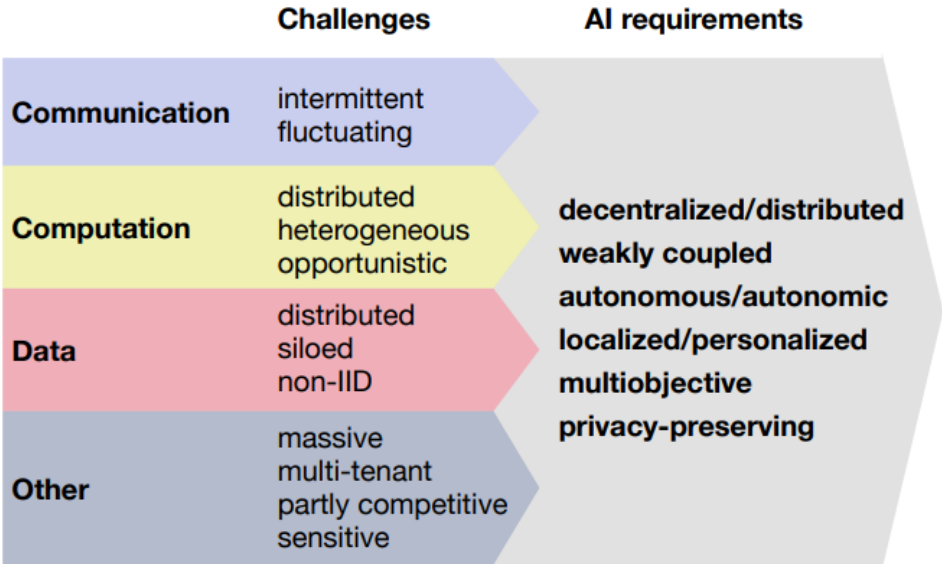 Challenges
AI requirements
Communication
intermittent
fluctuating
Computation
distributed
heterogeneous
opportunistic
Data
distributed
siloed
non-IID
Other
massive
multi-tenant
partly competitive
sensitive
decentralized/distributed
weakly coupled
autonomous/autonomic
localized/personalized
multiobjective
privacy-preserving